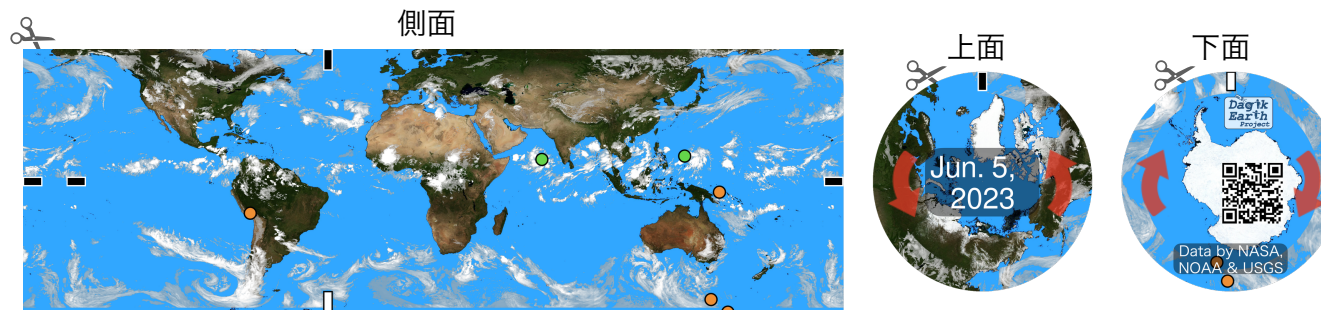 側面
上面
下面
Jun. 5,
2023
Dagik
Earth
Project
Data by NASA,
NOAA & USGS